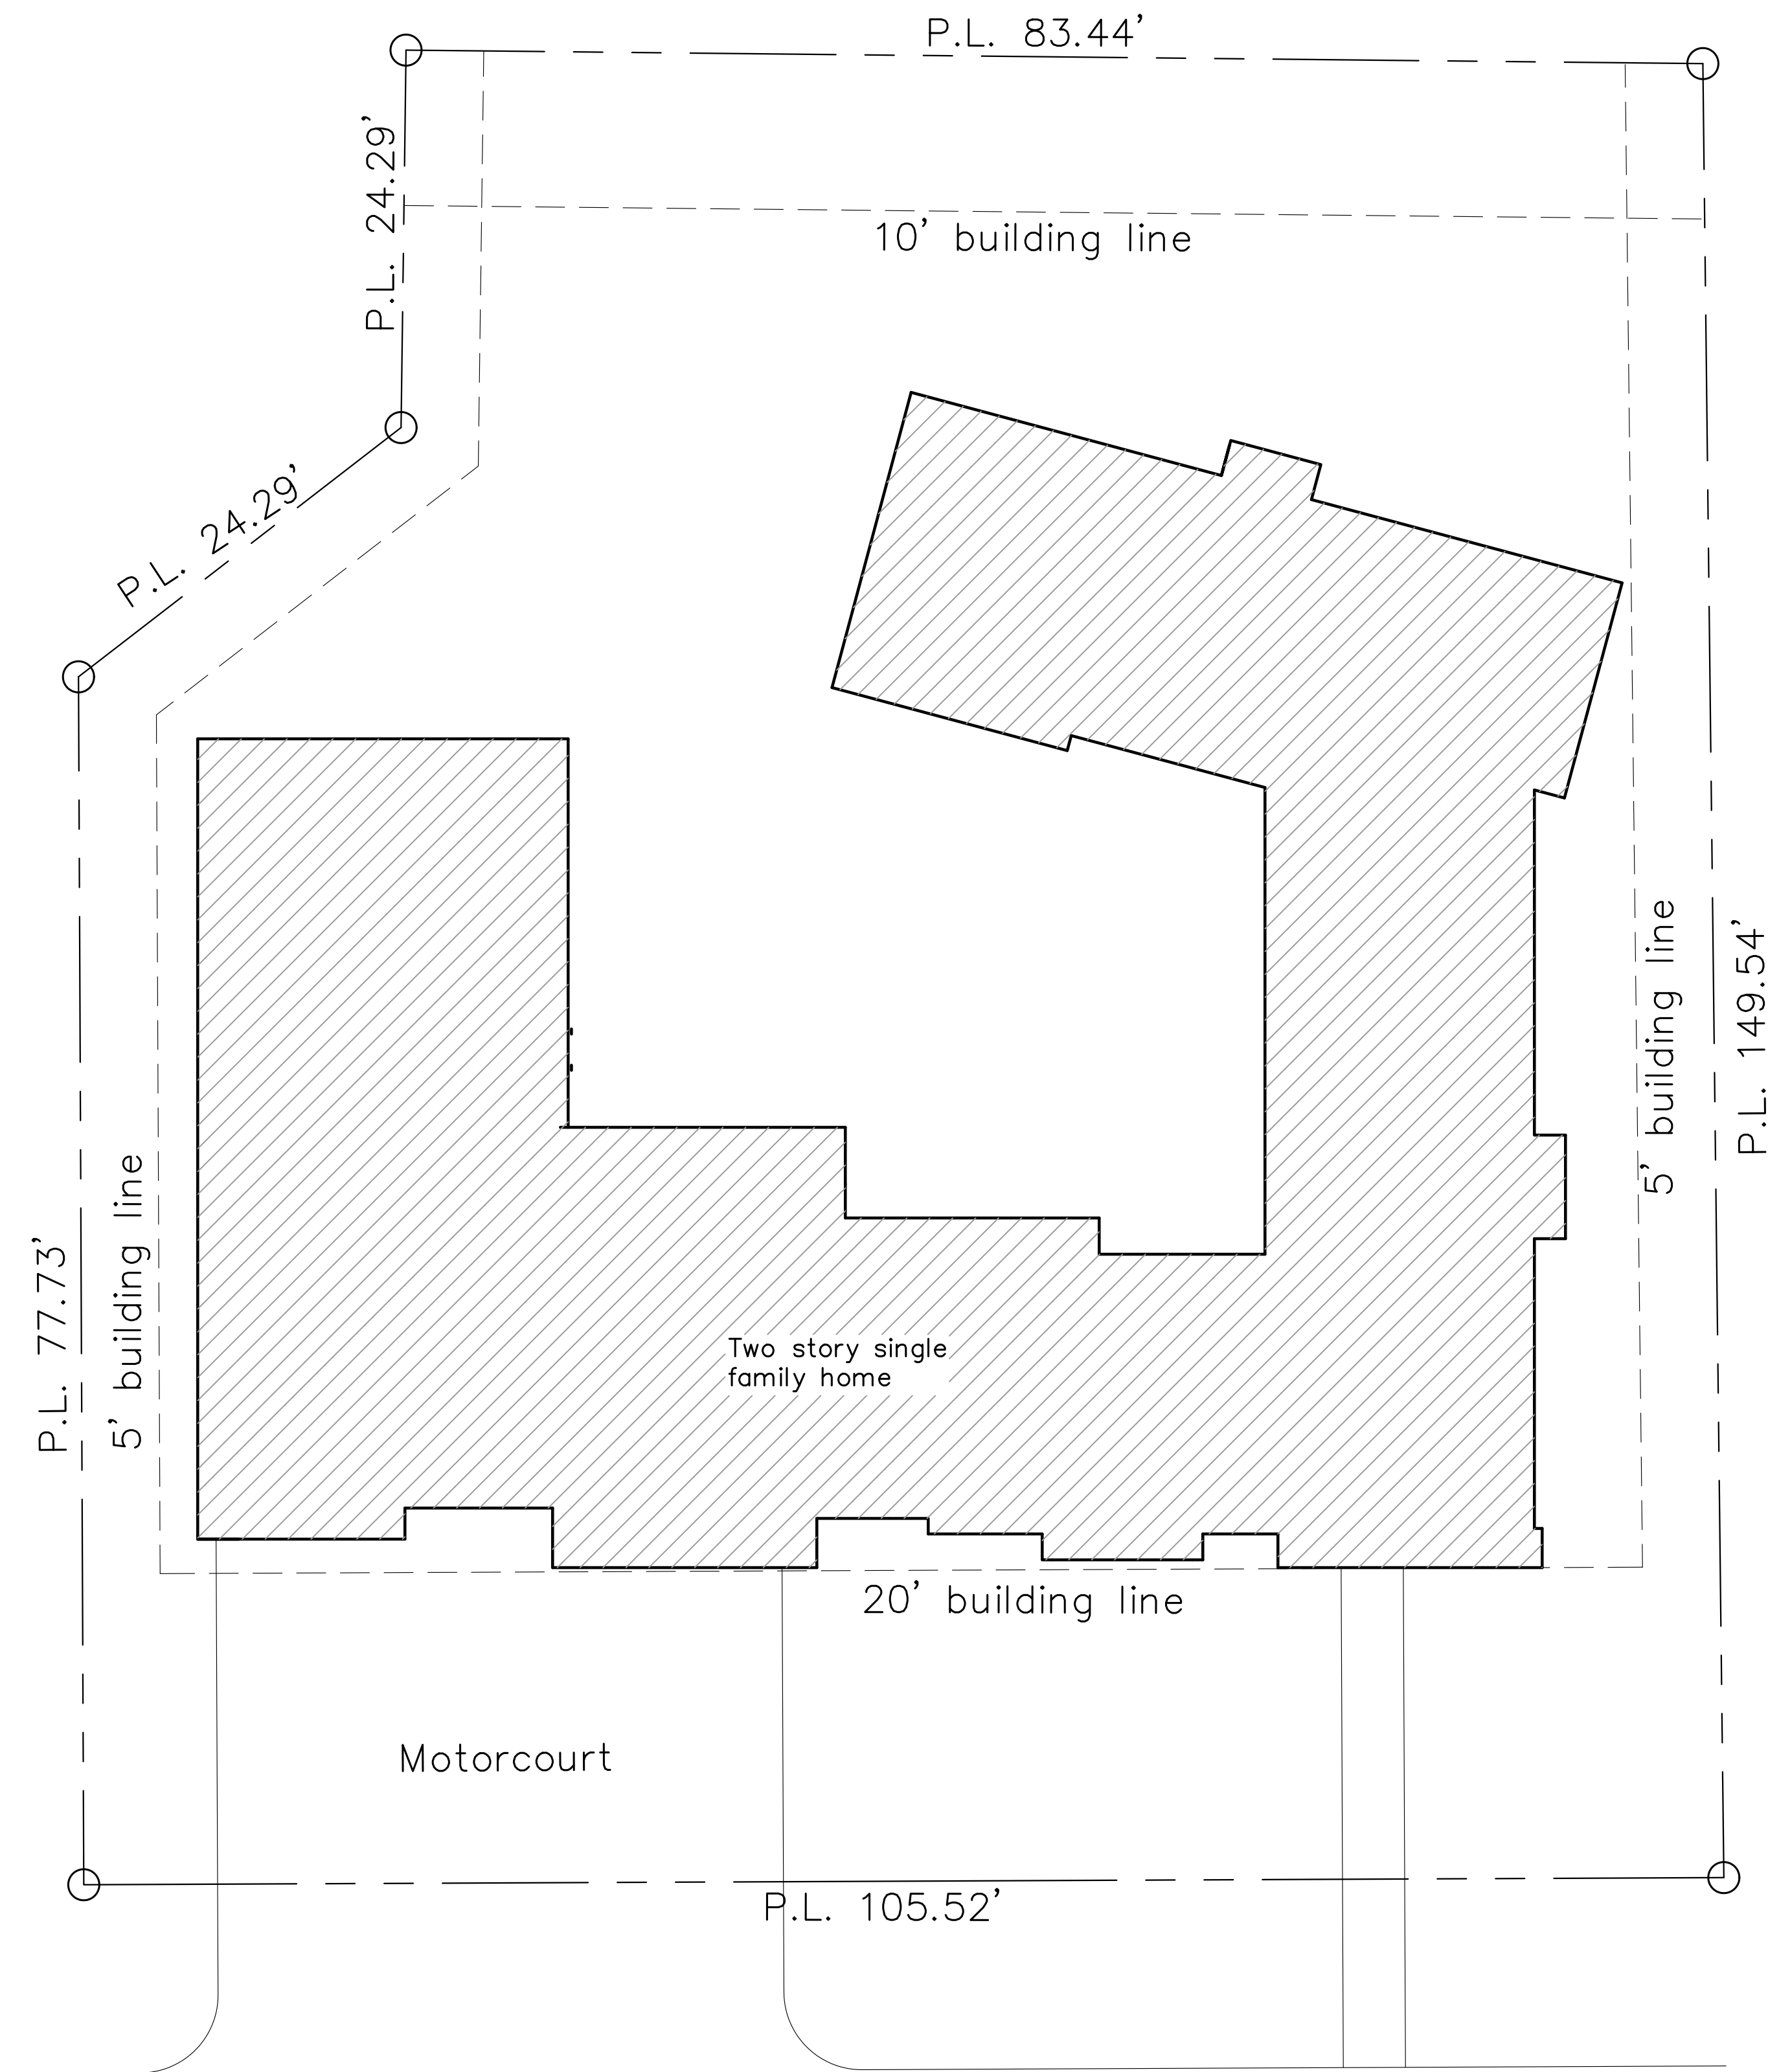 P.L. 83.44'
P.L. 24.29'
10' building line
P.L. 24.29'
5' building line
P.L. 149.54'
P.L. 77.73'
5' building line
Two story single
family home
20' building line
Motorcourt
P.L. 105.52'